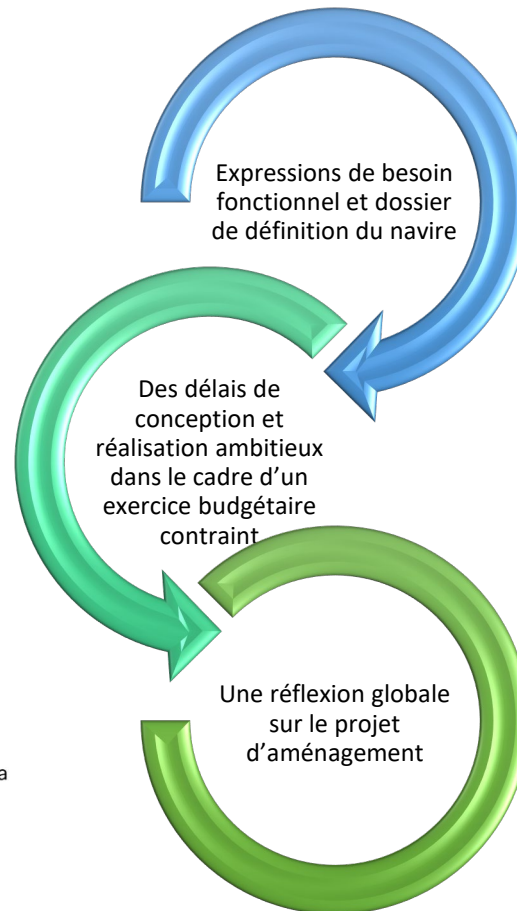 Expressions de besoin
fonctionnel et dossier
de définition du navire
Des délais de
conception et
réalisation ambitieux
dans le cadre d’un
exercice budgétaire
contraint
Une réflexion globale
sur le projet
d’aménagement
a